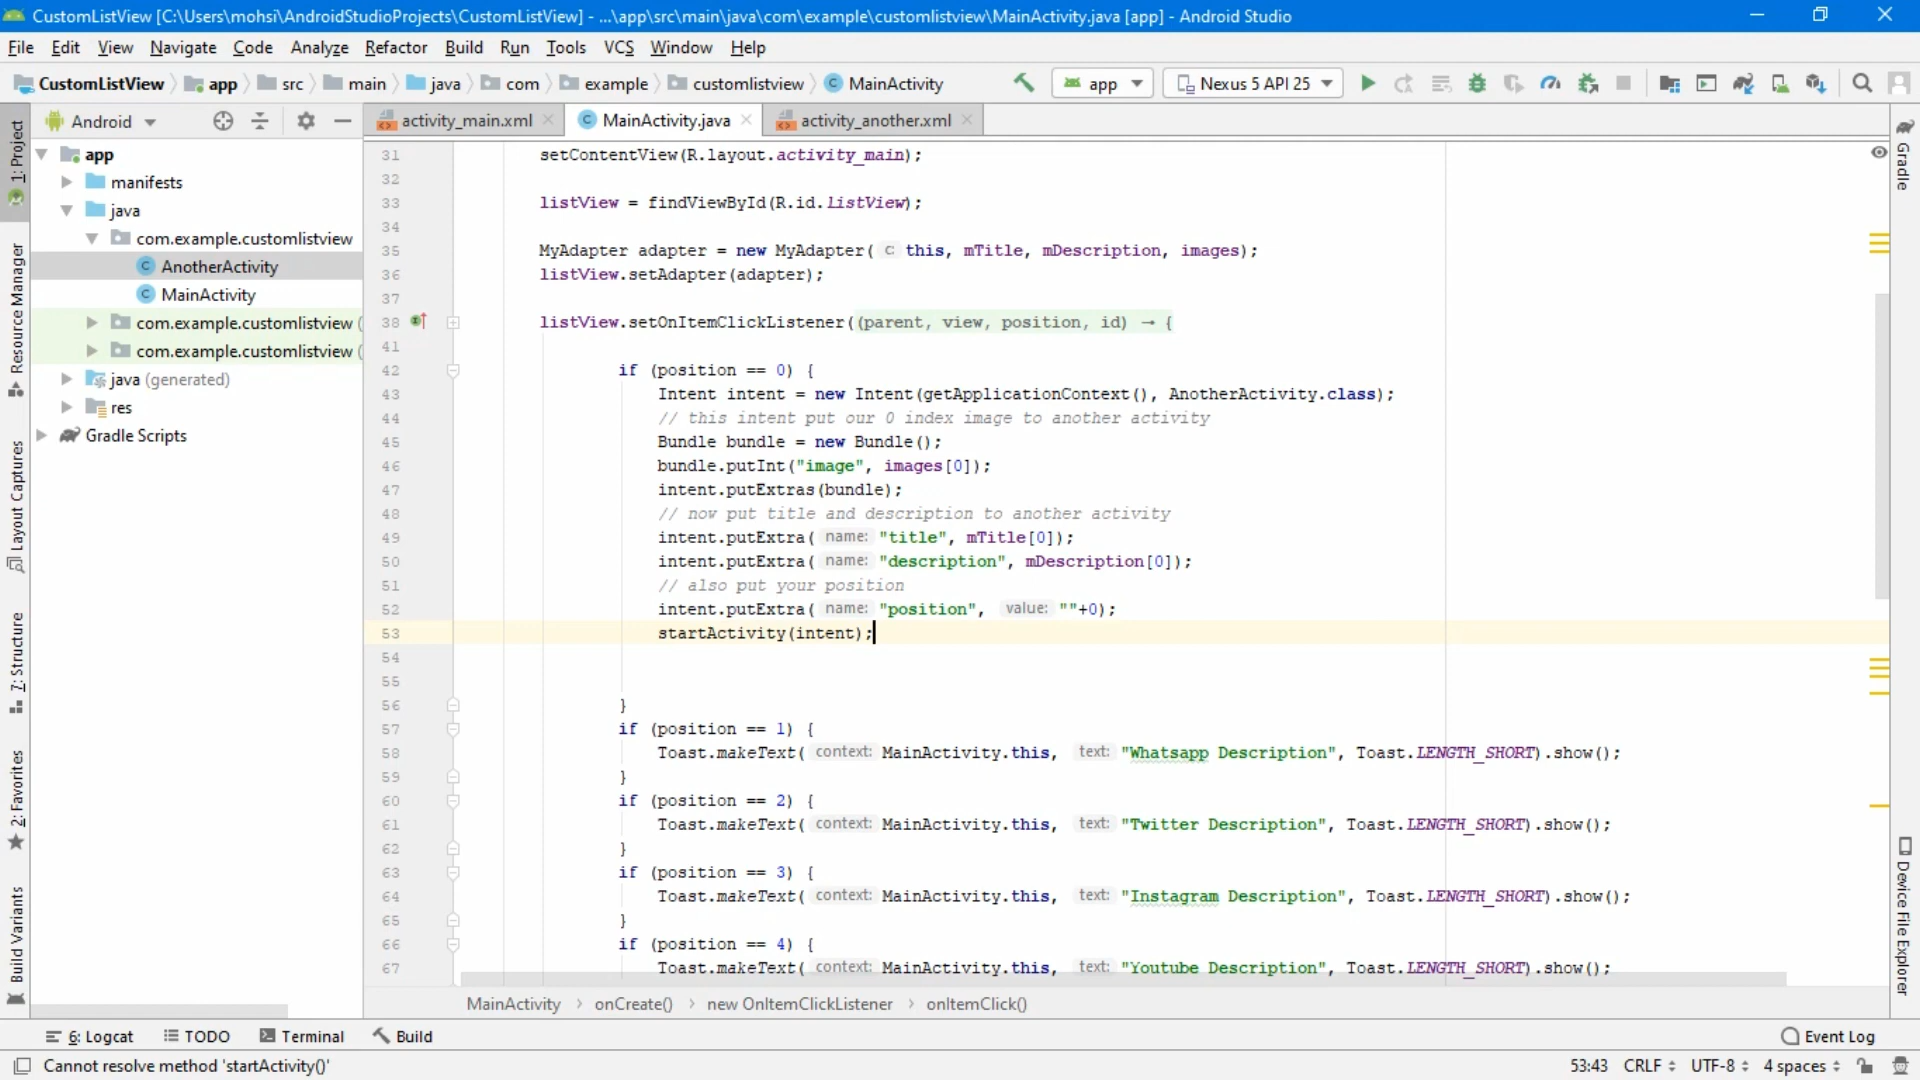 CustomListView [C:\Users\mohsi\AndroidStudioProjects\CustomListView] - ...\app\src\main\java\com\example\customlistview\MainActivity.java [app] - Android Studio
File Edit View Navigate Code Analyze Refactor Build Run Tools VCS Window Help
CustomListView app src main java com example customlistview MainActivity app Nexus 5 API 25
Android
activity_main.xml MainActivity.java activity_another.xml
1: Project
Resource Manager
Layout Captures
7: Structure
2: Favorites
Build Variants
app
manifests
java
com.example.customlistview
AnotherActivity
MainActivity
com.example.customlistview (
com.example.customlistview (
java (generated)
res
Gradle Scripts
31 setContentView(R.layout.activity_main);
32
33 listView = findViewById(R.id.ListView);
34
35 MyAdapter adapter = new MyAdapter( c: this, mTitle, mDescription, images);
36 listView.setAdapter(adapter);
37
38 listView.setOnItemClickListener((parent, view, position, id) → {
41
42 if (position == 0) {
43 Intent intent = new Intent(getApplicationContext(), AnotherActivity.class);
44 // this intent put our 0 index image to another activity
45 Bundle bundle = new Bundle();
46 bundle.putInt("image", images[0]);
47 intent.putExtras(bundle);
48 // now put title and description to another activity
49 intent.putExtra( name: "title", mTitle[0]);
50 intent.putExtra( name: "description", mDescription[0]);
51 // also put your position
52 intent.putExtra( name: "position", value: ""+0);
53 startActivity(intent);
54
55
56 }
57 if (position == 1) {
58 Toast.makeText( context: MainActivity.this, text: "Whatsapp Description", Toast.LENGTH_SHORT).show();
59 }
60 if (position == 2) {
61 Toast.makeText( context: MainActivity.this, text: "Twitter Description", Toast.LENGTH_SHORT).show();
62 }
63 if (position == 3) {
64 Toast.makeText( context: MainActivity.this, text: "Instagram Description", Toast.LENGTH_SHORT).show();
65 }
66 if (position == 4) {
67 Toast.makeText( context: MainActivity.this, text: "Youtube Description", Toast.LENGTH_SHORT).show();
MainActivity › onCreate() › new OnItemClickListener › onItemClick()
Gradle
Device File Explorer
6: Logcat TODO Terminal Build Event Log
Cannot resolve method 'startActivity()' 53:43 CRLF UTF-8 4 spaces